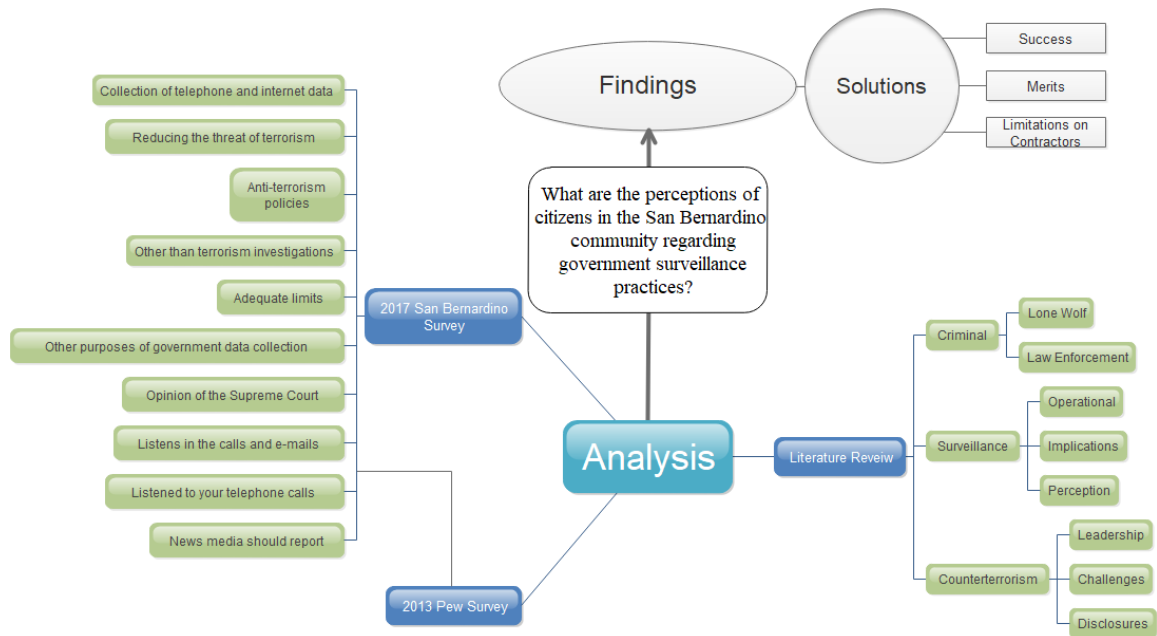 Findings
Solutions
Success
Merits
Limitations on
Contractors
Collection of telephone and internet data
Reducing the threat of terrorism
Anti-terrorism
policies
Other than terrorism investigations
Adequate limits
Other purposes of government data collection
Opinion of the Supreme Court
Listens in the calls and e-mails
Listened to your telephone calls
News media should report
2017 San Bernardino
Survey
2013 Pew Survey
What are the perceptions of
citizens in the San Bernardino
community regarding
government surveillance
practices?
Analysis
Literature Reveiw
Criminal
Lone Wolf
Law Enforcement
Surveillance
Operational
Implications
Perception
Counterterrorism
Leadership
Challenges
Disclosures